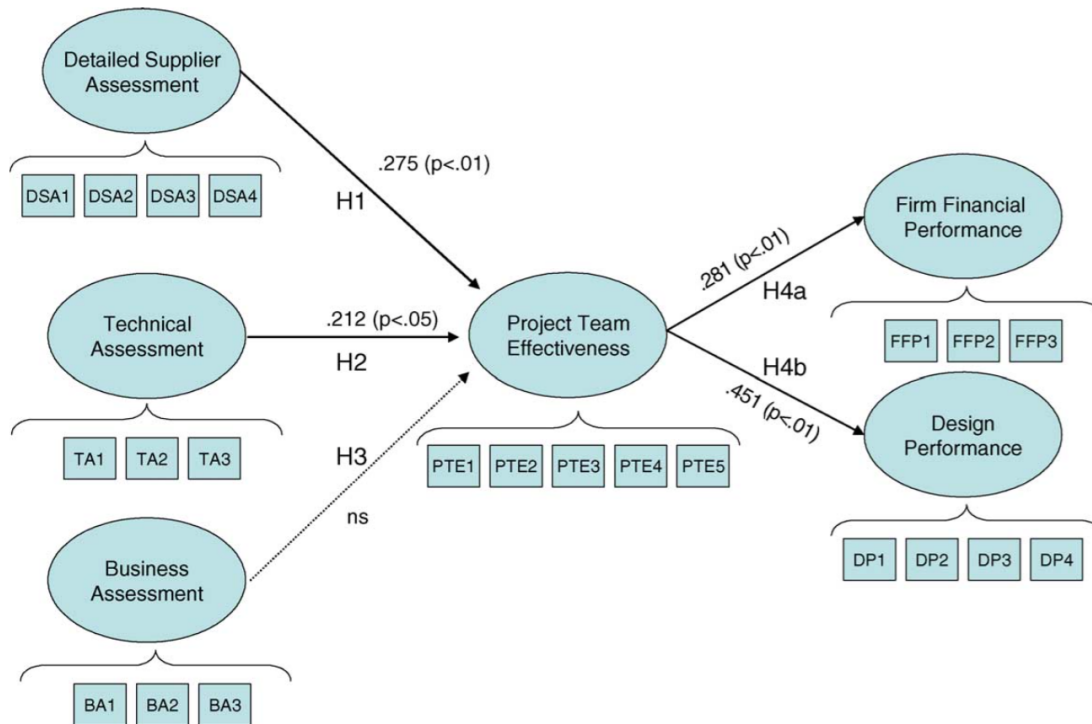 Detailed Supplier
Assessment
DSA1 DSA2 DSA3 DSA4
.275 (p<.01)
H1
Technical
Assessment
TA1 TA2 TA3
.212 (p<.05)
H2
Business
Assessment
BA1 BA2 BA3
H3
ns
Project Team
Effectiveness
PTE1 PTE2 PTE3 PTE4 PTE5
.281 (p<.01)
H4a
Firm Financial
Performance
FFP1 FFP2 FFP3
H4b
.451 (p<.01)
Design
Performance
DP1 DP2 DP3 DP4